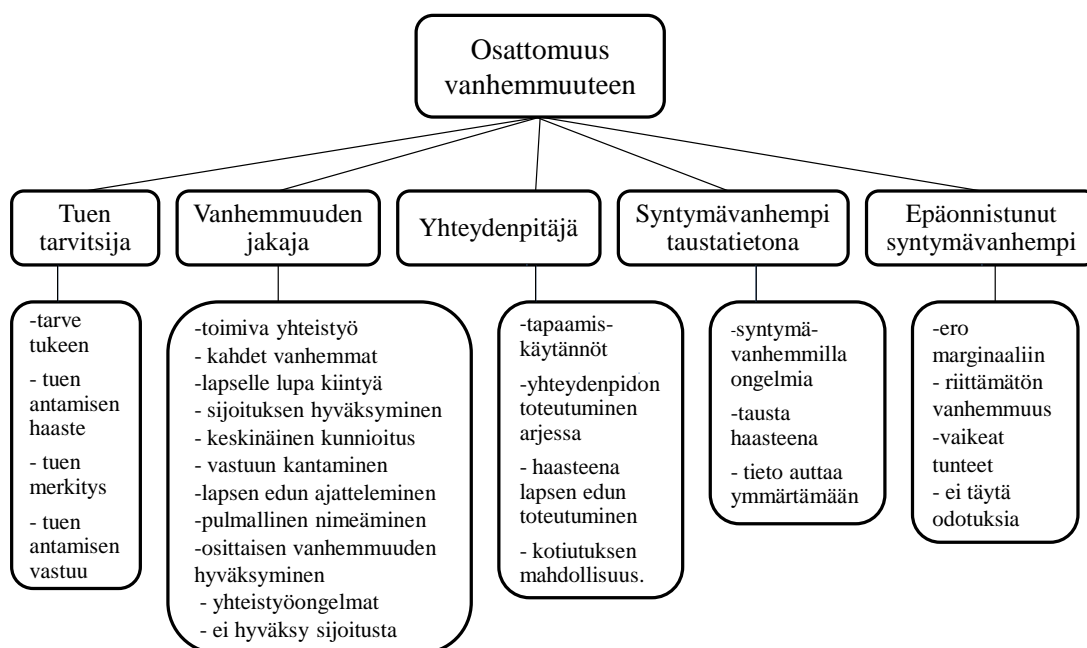 Osattomuus
vanhemmuuteen
Tuen
tarvitsija
Vanhemmuuden
jakaja
Yhteydenpitäjä
Syntymävanhempi
taustatietona
Epäonnistunut
syntymävanhempi
-tarve
tukeen
- tuen
antamisen
haaste
- tuen
merkitys
- tuen
antamisen
vastuu
-toimiva yhteistyö
- kahdet vanhemmat
-lapselle lupa kiintyä
- sijoituksen hyväksyminen
- keskinäinen kunnioitus
- vastuun kantaminen
-lapsen edun ajatteleminen
-pulmallinen nimeäminen
-osittaisen vanhemmuuden
hyväksyminen
- yhteistyöongelmat
- ei hyväksy sijoitusta
-tapaamis-
käytännöt
-yhteydenpidon
toteutuminen
arjessa
- haasteena
lapsen edun
toteutuminen
- kotiutuksen
mahdollisuus.
-syntymä-
vanhemmilla
ongelmia
-tausta
haasteena
- tieto auttaa
ymmärtämään
-ero
marginaaliin
- riittämätön
vanhemmuus
-vaikeat
tunteet
- ei täytä
odotuksia